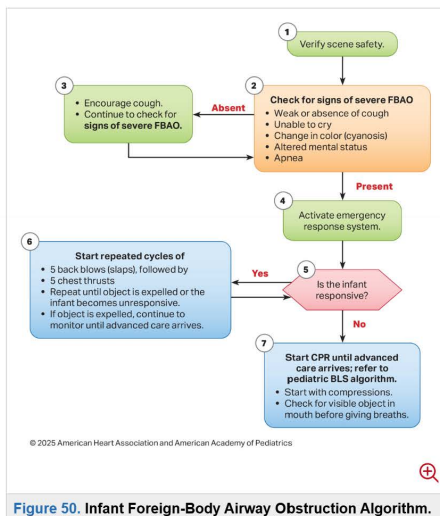 1
Verify scene safety.
3
• Encourage cough.
• Continue to check for
signs of severe FBAO.
Absent
2
Check for signs of severe FBAO
• Weak or absence of cough
• Unable to cry
• Change in color (cyanosis)
• Altered mental status
• Apnea
Present
4
Activate emergency
response system.
6
Start repeated cycles of
• 5 back blows (slaps), followed by
• 5 chest thrusts
• Repeat until object is expelled or the
infant becomes unresponsive.
• If object is expelled, continue to
monitor until advanced care arrives.
Yes
5
Is the infant
responsive?
No
7
Start CPR until advanced
care arrives; refer to
pediatric BLS algorithm.
• Start with compressions.
• Check for visible object in
mouth before giving breaths.
© 2025 American Heart Association and American Academy of Pediatrics
Figure 50. Infant Foreign-Body Airway Obstruction Algorithm.